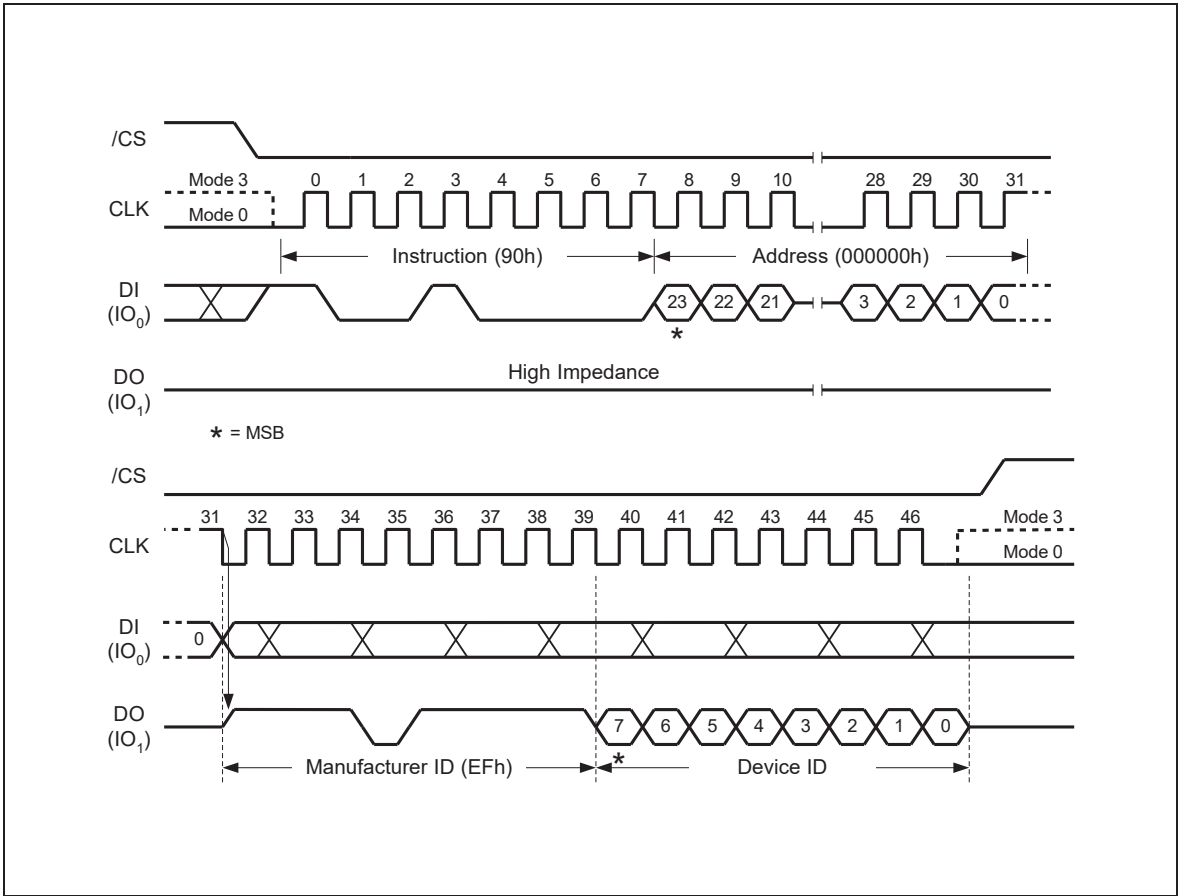 /CS
Mode 3
0 1 2 3 4 5 6 7 8 9 10 28 29 30 31
CLK
Mode 0
Instruction (90h) Address (000000h)
DI
(IO0)
23 22 21 3 2 1 0
*
High Impedance
DO
(IO1)
* = MSB
/CS
31 32 33 34 35 36 37 38 39 40 41 42 43 44 45 46 Mode 3
CLK
Mode 0
DI
(IO0)
0
DO
(IO1)
7 6 5 4 3 2 1 0
*
Manufacturer ID (EFh) Device ID